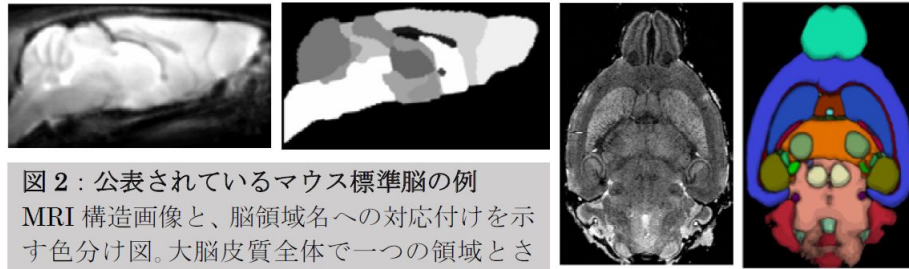 図 2：公表されているマウス標準脳の例
MRI 構造画像と、脳領域名への対応付けを示
す色分け図。大脳皮質全体で一つの領域とさ